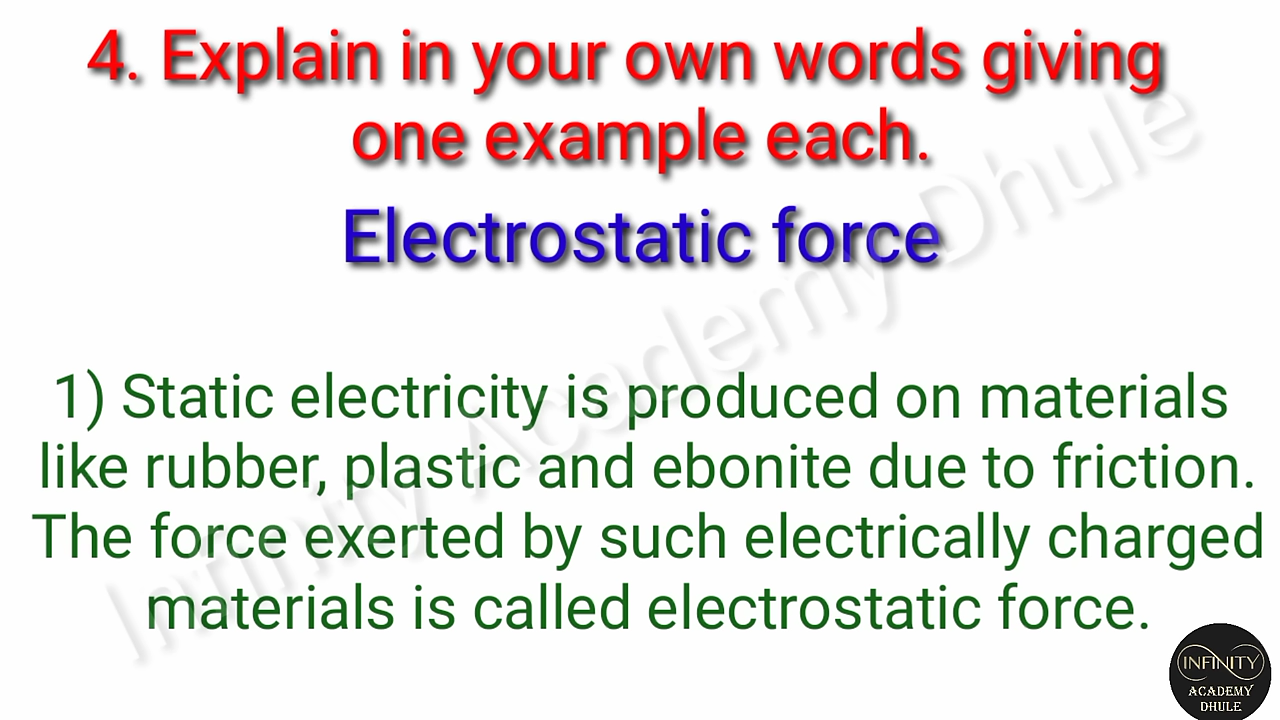 4. Explain in your own words giving
one example each.
Electrostatic force
1) Static electricity is produced on materials
like rubber, plastic and ebonite due to friction.
The force exerted by such electrically charged
materials is called electrostatic force.
Infinity Academy Dhule
INFINITY
ACADEMY
DHULE